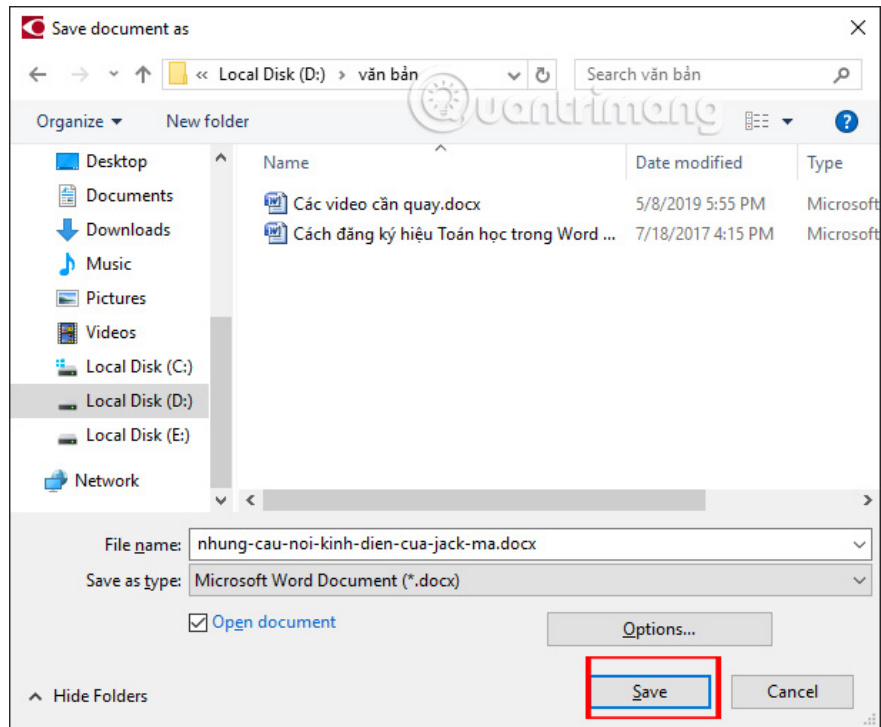 Save document as
« Local Disk (D:) › văn bản
Search văn bản
Quantrimang
Organize
New folder
?
Desktop
Documents
Downloads
Music
Pictures
Videos
Local Disk (C:)
Local Disk (D:)
Local Disk (E:)
Network
Name Date modified Type
Các video cần quay.docx 5/8/2019 5:55 PM Microsoft
Cách đăng ký hiệu Toán học trong Word ... 7/18/2017 4:15 PM Microsoft
File name: nhung-cau-noi-kinh-dien-cua-jack-ma.docx
Save as type: Microsoft Word Document (*.docx)
Open document
Options...
Hide Folders
Save
Cancel